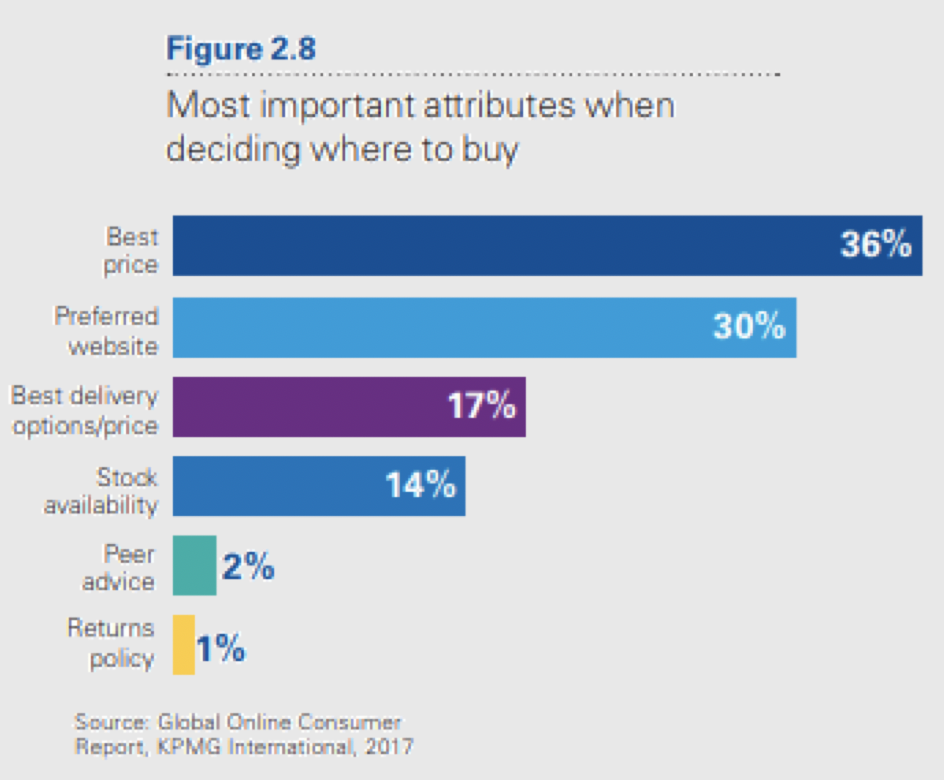 Figure 2.8
Most important attributes when
deciding where to buy
Best
price
36%
Preferred
website
30%
Best delivery
options/price
17%
Stock
availability
14%
Peer
advice
2%
Returns
policy
1%
Source: Global Online Consumer
Report, KPMG International, 2017